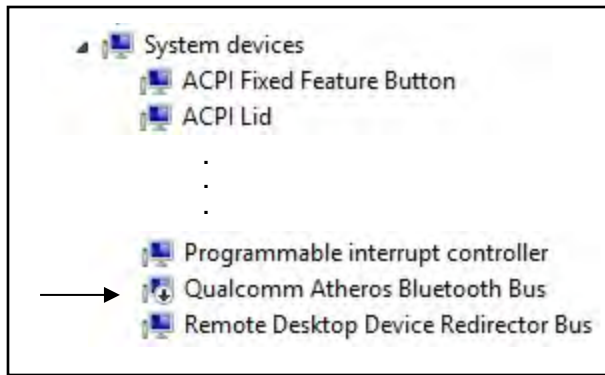 System devices
ACPI Fixed Feature Button
ACPI Lid
.
.
.
Programmable interrupt controller
Qualcomm Atheros Bluetooth Bus
Remote Desktop Device Redirector Bus